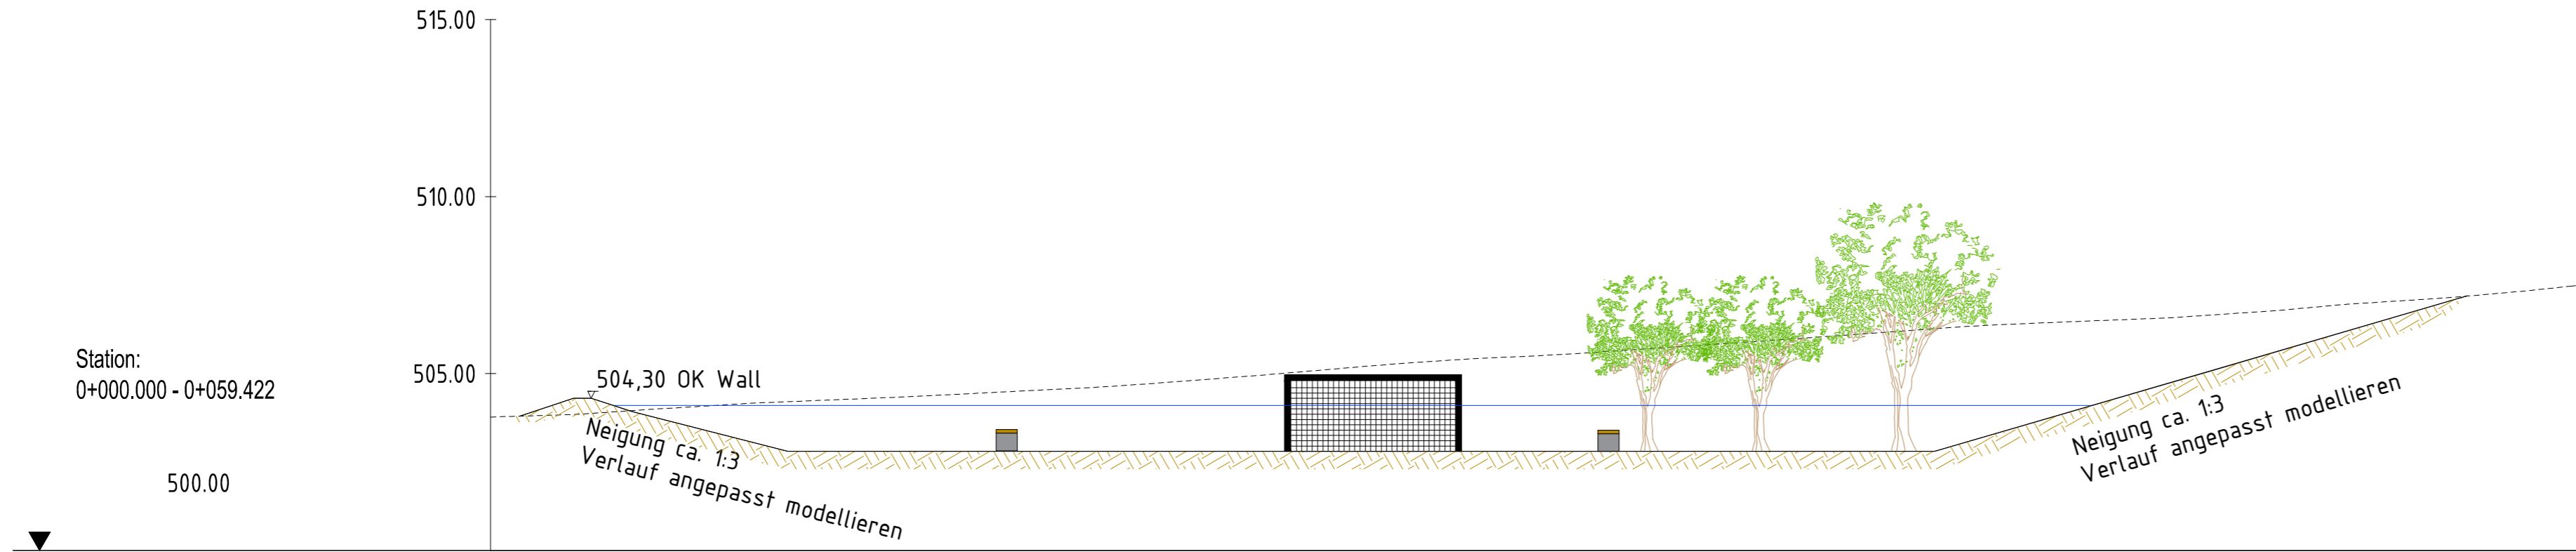 515.00
510.00
505.00
504,30 OK Wall
Station:
0+000.000 - 0+059.422
500.00
Neigung ca. 1:3
Verlauf angepasst modellieren
Neigung ca. 1:3
Verlauf angepasst modellieren